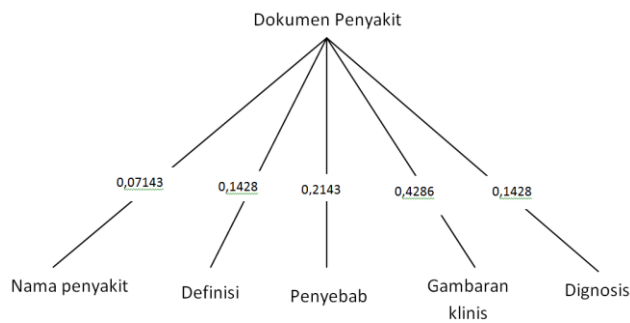 Dokumen Penyakit
0,07143
0,1428
0,2143
0,4286
0,1428
Nama penyakit
Definisi
Penyebab
Gambaran
klinis
Dignosis